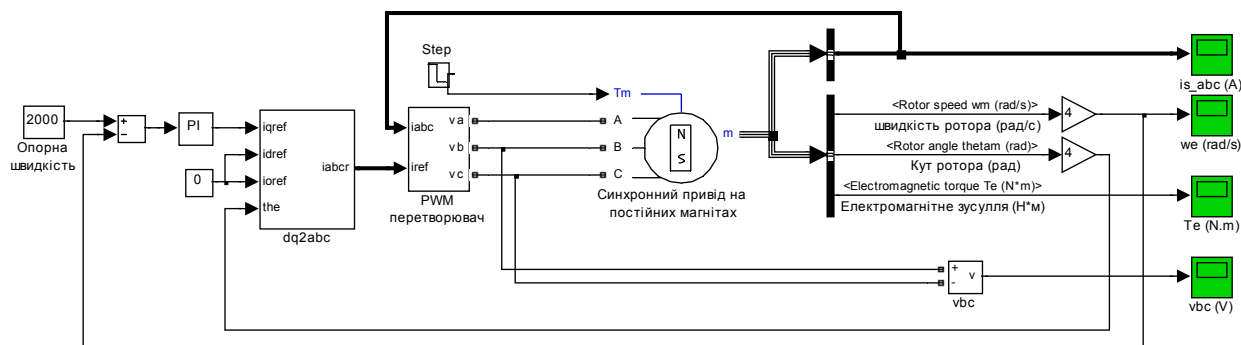 Step
2000
+
−
Опорна
швидкість
PI
0
iqref
idref
ioref
the
iabcr
dq2abc
iabc
iref
va
vb
vc
PWM
перетворювач
Tm
A
B
C
N
S
m
Синхронний привід на
постійних магнітах
<Rotor speed wm (rad/s)>
швидкість ротора (рад/с)
<Rotor angle thetam (rad)
Кут ротора (рад)
<Electromagnetic torque Te (N*m)>
Електромагнітне зусулля (Н*м)
4
4
+
-
v
vbc
is_abc (A)
we (rad/s)
Te (N.m)
vbc (V)